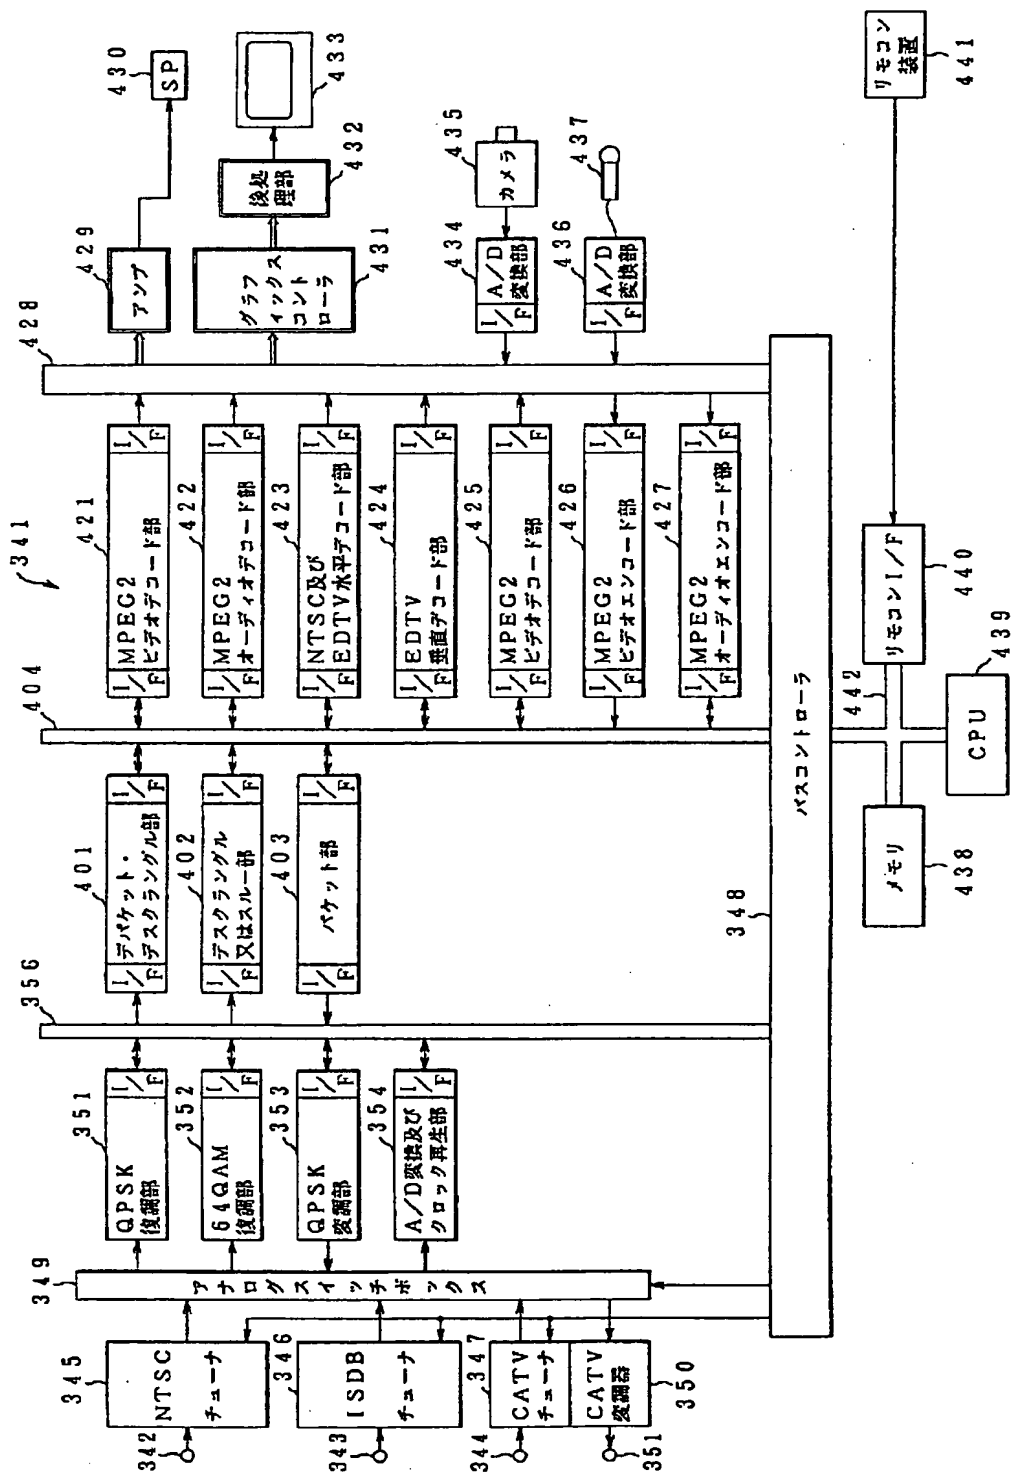 341
342
NTSC
チューナ
345
343
ISDB
チューナ
346
344
CATV
チューナ
347
351
CATV
変調器
350
アナログスイッチボックス
349
QPSK
復調部
I/F
351
64QAM
復調部
I/F
352
QPSK
変調部
I/F
353
A/D変換及び
クロック再生部
I/F
354
356
I/F
デパケット・
デスクランブル部
I/F
401
I/F
デスクランブル
又はスルー部
I/F
402
I/F
パケット部
I/F
403
404
I/F
MPEG2
ビデオデコード部
I/F
421
I/F
MPEG2
オーディオデコード部
I/F
422
I/F
NTSC及び
EDTV水平デコード部
I/F
423
I/F
EDTV
垂直デコード部
I/F
424
I/F
MPEG2
ビデオデコード部
I/F
425
I/F
MPEG2
ビデオエンコード部
I/F
426
I/F
MPEG2
オーディオエンコード部
I/F
427
428
アンプ
429
SP
430
グラフ
ィックス
コント
ローラ
431
後処
理部
432
433
I/F
A/D
変換部
434
カメラ
435
I/F
A/D
変換部
436
437
バスコントローラ
348
メモリ
438
CPU
439
442
リモコンI/F
440
リモコン
装置
441